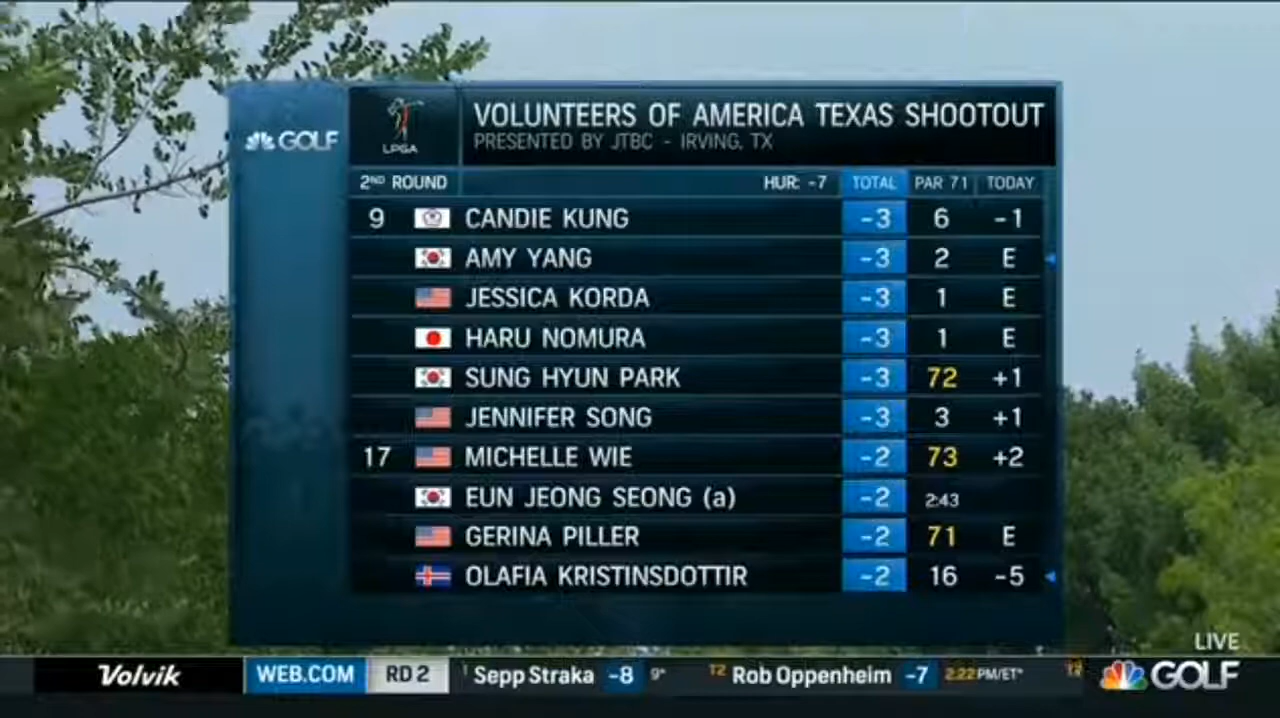 GOLF
LPGA
VOLUNTEERS OF AMERICA TEXAS SHOOTOUT
PRESENTED BY JTBC - IRVING, TX
2ND ROUND HUR: -7 TOTAL PAR 71 TODAY
9 CANDIE KUNG -3 6 -1
AMY YANG -3 2 E
JESSICA KORDA -3 1 E
HARU NOMURA -3 1 E
SUNG HYUN PARK -3 72 +1
JENNIFER SONG -3 3 +1
17 MICHELLE WIE -2 73 +2
EUN JEONG SEONG (a) -2 2:43
GERINA PILLER -2 71 E
OLAFIA KRISTINSDOTTIR -2 16 -5
LIVE
Volvik WEB.COM RD 2 1 Sepp Straka -8 9* T2 Rob Oppenheim -7 2:22 PM/ET* GOLF